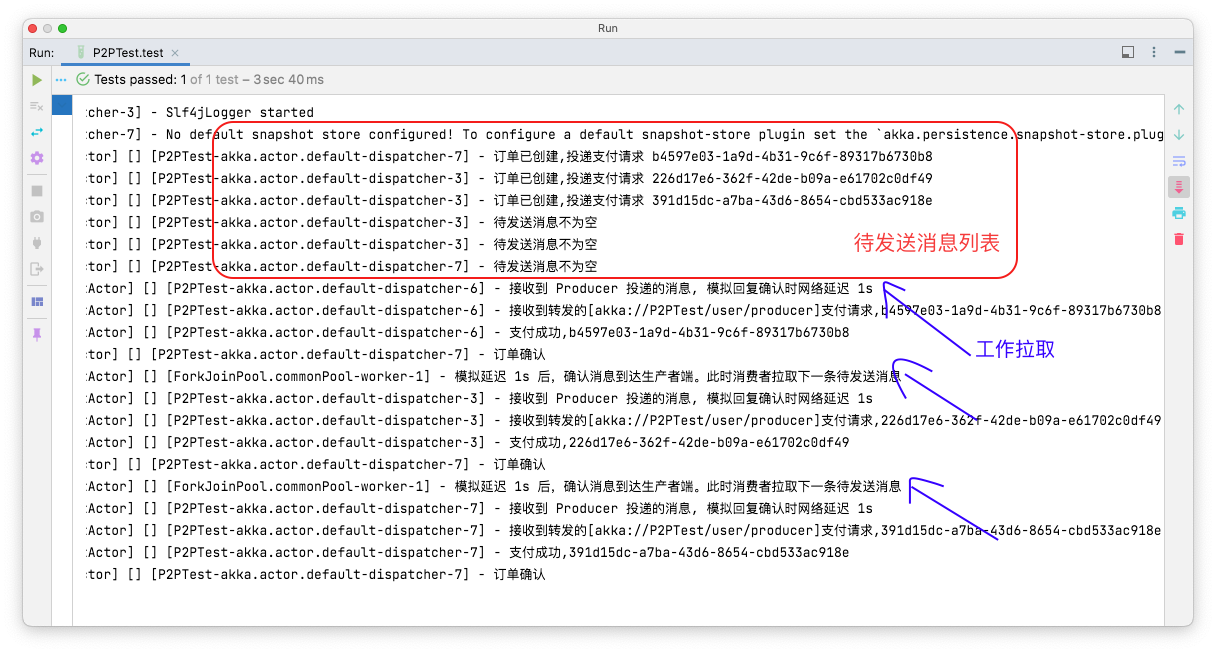 Run
Run:
P2PTest.test
Tests passed: 1 of 1 test – 3 sec 40 ms
:cher-3] - Slf4jLogger started
:cher-7] - No default snapshot store configured! To configure a default snapshot-store plugin set the `akka.persistence.snapshot-store.plug
:tor] [] [P2PTest-akka.actor.default-dispatcher-7] - 订单已创建,投递支付请求 b4597e03-1a9d-4b31-9c6f-89317b6730b8
:tor] [] [P2PTest-akka.actor.default-dispatcher-3] - 订单已创建,投递支付请求 226d17e6-362f-42de-b09a-e61702c0df49
:tor] [] [P2PTest-akka.actor.default-dispatcher-3] - 订单已创建,投递支付请求 391d15dc-a7ba-43d6-8654-cbd533ac918e
:tor] [] [P2PTest-akka.actor.default-dispatcher-3] - 待发送消息不为空
:tor] [] [P2PTest-akka.actor.default-dispatcher-3] - 待发送消息不为空
待发送消息列表
:tor] [] [P2PTest-akka.actor.default-dispatcher-7] - 待发送消息不为空
:Actor] [] [P2PTest-akka.actor.default-dispatcher-6] - 接收到 Producer 投递的消息, 模拟回复确认时网络延迟 1s
:Actor] [] [P2PTest-akka.actor.default-dispatcher-6] - 接收到转发的[akka://P2PTest/user/producer]支付请求,b4597e03-1a9d-4b31-9c6f-89317b6730b8
:Actor] [] [P2PTest-akka.actor.default-dispatcher-6] - 支付成功,b4597e03-1a9d-4b31-9c6f-89317b6730b8
工作拉取
:tor] [] [P2PTest-akka.actor.default-dispatcher-7] - 订单确认
:Actor] [] [ForkJoinPool.commonPool-worker-1] - 模拟延迟 1s 后，确认消息到达生产者端。此时消费者拉取下一条待发送消息
:Actor] [] [P2PTest-akka.actor.default-dispatcher-3] - 接收到 Producer 投递的消息, 模拟回复确认时网络延迟 1s
:Actor] [] [P2PTest-akka.actor.default-dispatcher-3] - 接收到转发的[akka://P2PTest/user/producer]支付请求,226d17e6-362f-42de-b09a-e61702c0df49
:Actor] [] [P2PTest-akka.actor.default-dispatcher-3] - 支付成功,226d17e6-362f-42de-b09a-e61702c0df49
:tor] [] [P2PTest-akka.actor.default-dispatcher-7] - 订单确认
:Actor] [] [ForkJoinPool.commonPool-worker-1] - 模拟延迟 1s 后，确认消息到达生产者端。此时消费者拉取下一条待发送消息
:Actor] [] [P2PTest-akka.actor.default-dispatcher-7] - 接收到 Producer 投递的消息, 模拟回复确认时网络延迟 1s
:Actor] [] [P2PTest-akka.actor.default-dispatcher-7] - 接收到转发的[akka://P2PTest/user/producer]支付请求,391d15dc-a7ba-43d6-8654-cbd533ac918e
:Actor] [] [P2PTest-akka.actor.default-dispatcher-7] - 支付成功,391d15dc-a7ba-43d6-8654-cbd533ac918e
:tor] [] [P2PTest-akka.actor.default-dispatcher-7] - 订单确认